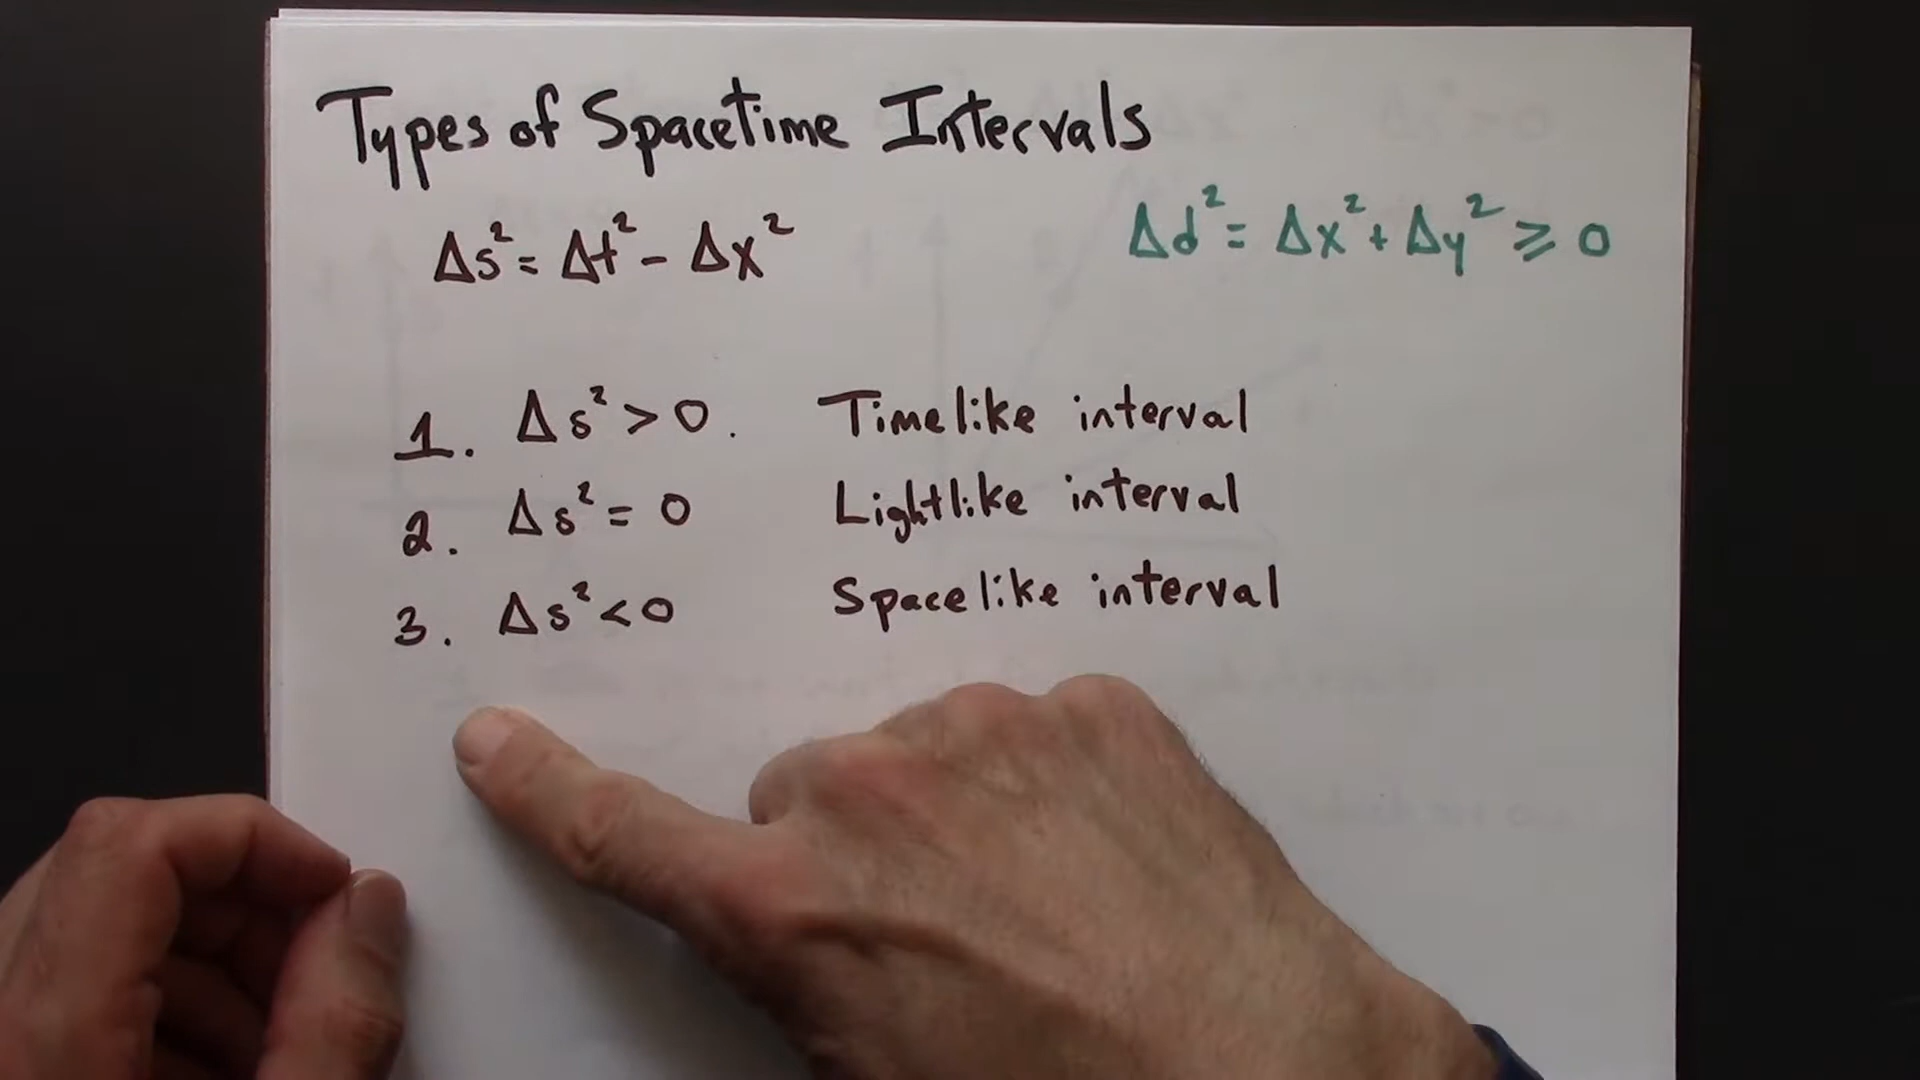 Types of Spacetime Intervals
Δs² = Δt² - Δx²
Δd² = Δx² + Δy² ⩾ 0
1. Δs² > 0. Timelike interval
2. Δs² = 0 Lightlike interval
3. Δs² < 0 Spacelike interval